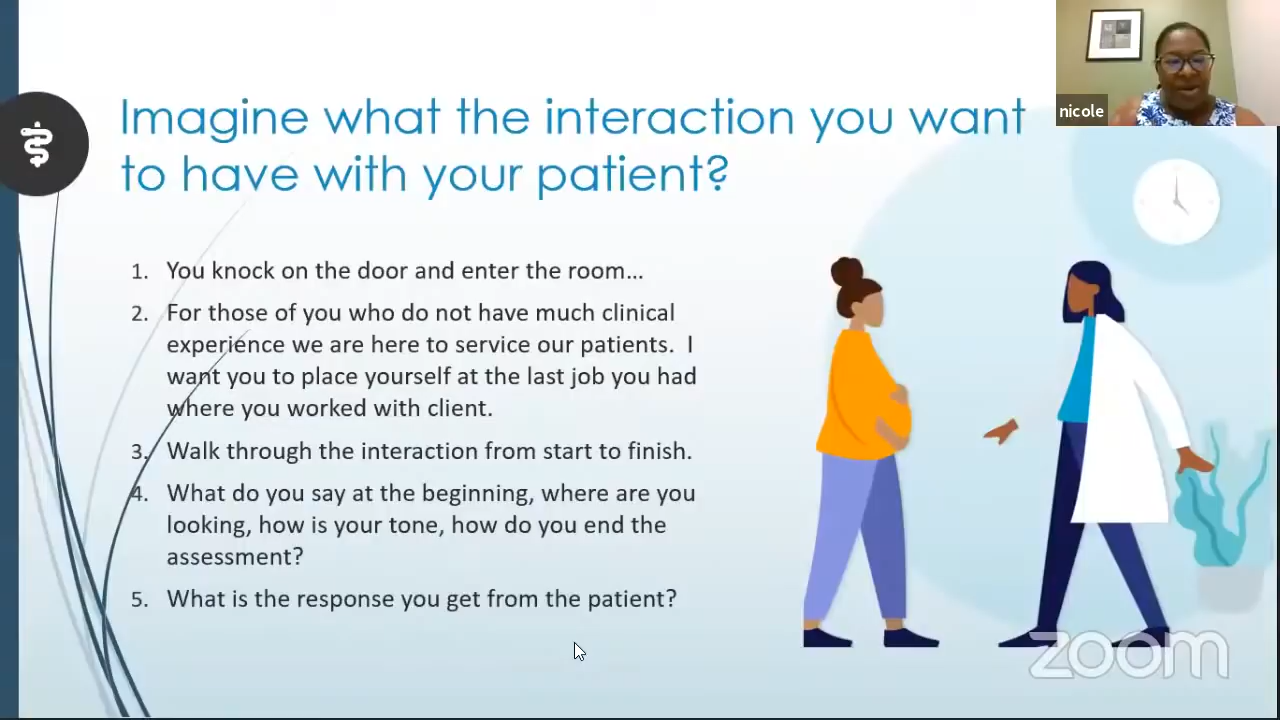 nicole
Imagine what the interaction you want
to have with your patient?
1. You knock on the door and enter the room...
2. For those of you who do not have much clinical
experience we are here to service our patients.  I
want you to place yourself at the last job you had
where you worked with client.
3. Walk through the interaction from start to finish.
4. What do you say at the beginning, where are you
looking, how is your tone, how do you end the
assessment?
5. What is the response you get from the patient?
zoom